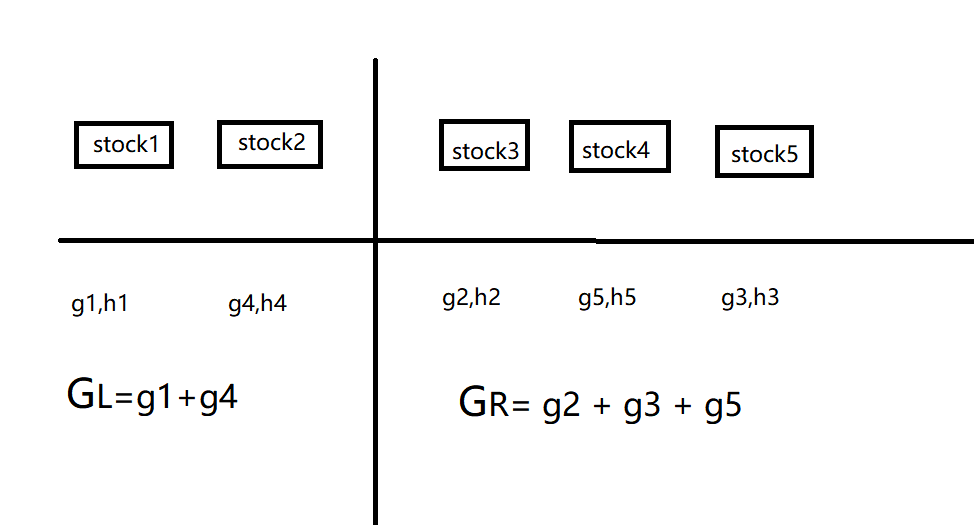 stock1 stock2 stock3 stock4 stock5
g1,h1 g4,h4 g2,h2 g5,h5 g3,h3
GL=g1+g4 GR= g2 + g3 + g5